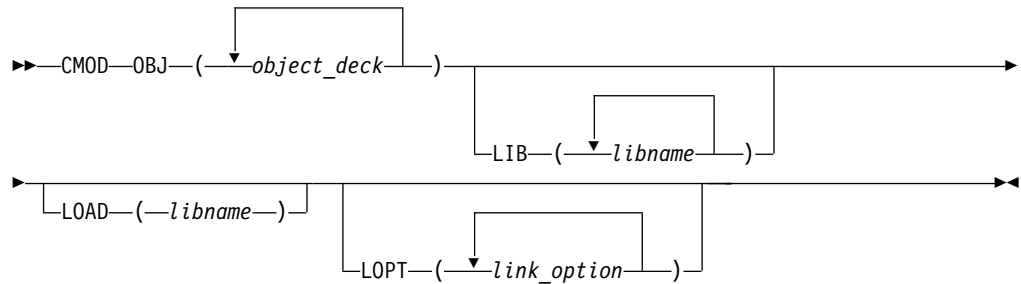 CMOD OBJ ( object_deck )
LIB ( libname )
LOAD ( libname )
LOPT ( link_option )